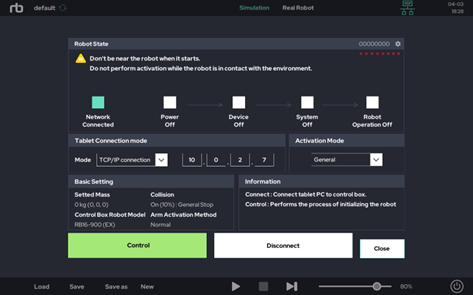 rb default Simulation Real Robot 04-03
18:28
Robot State 00000000
Don't be near the robot when it starts.
Do not perform activation while the robot is in contact with the environment.
Network
Connected
Power
Off
Device
Off
System
Off
Robot
Operation Off
Tablet Connection mode
Mode TCP/IP connection 10 . 0 . 2 . 7
Activation Mode
General
Basic Setting
Setted Mass
0 kg (0, 0, 0)
Collision
On (10%) : General Stop
Control Box Robot Model
RB16-900 (EX)
Arm Activation Method
Normal
Information
Connect : Connect tablet PC to control box.
Control : Performs the process of initializing the robot
Control Disconnect Close
Load Save Save as New 80%